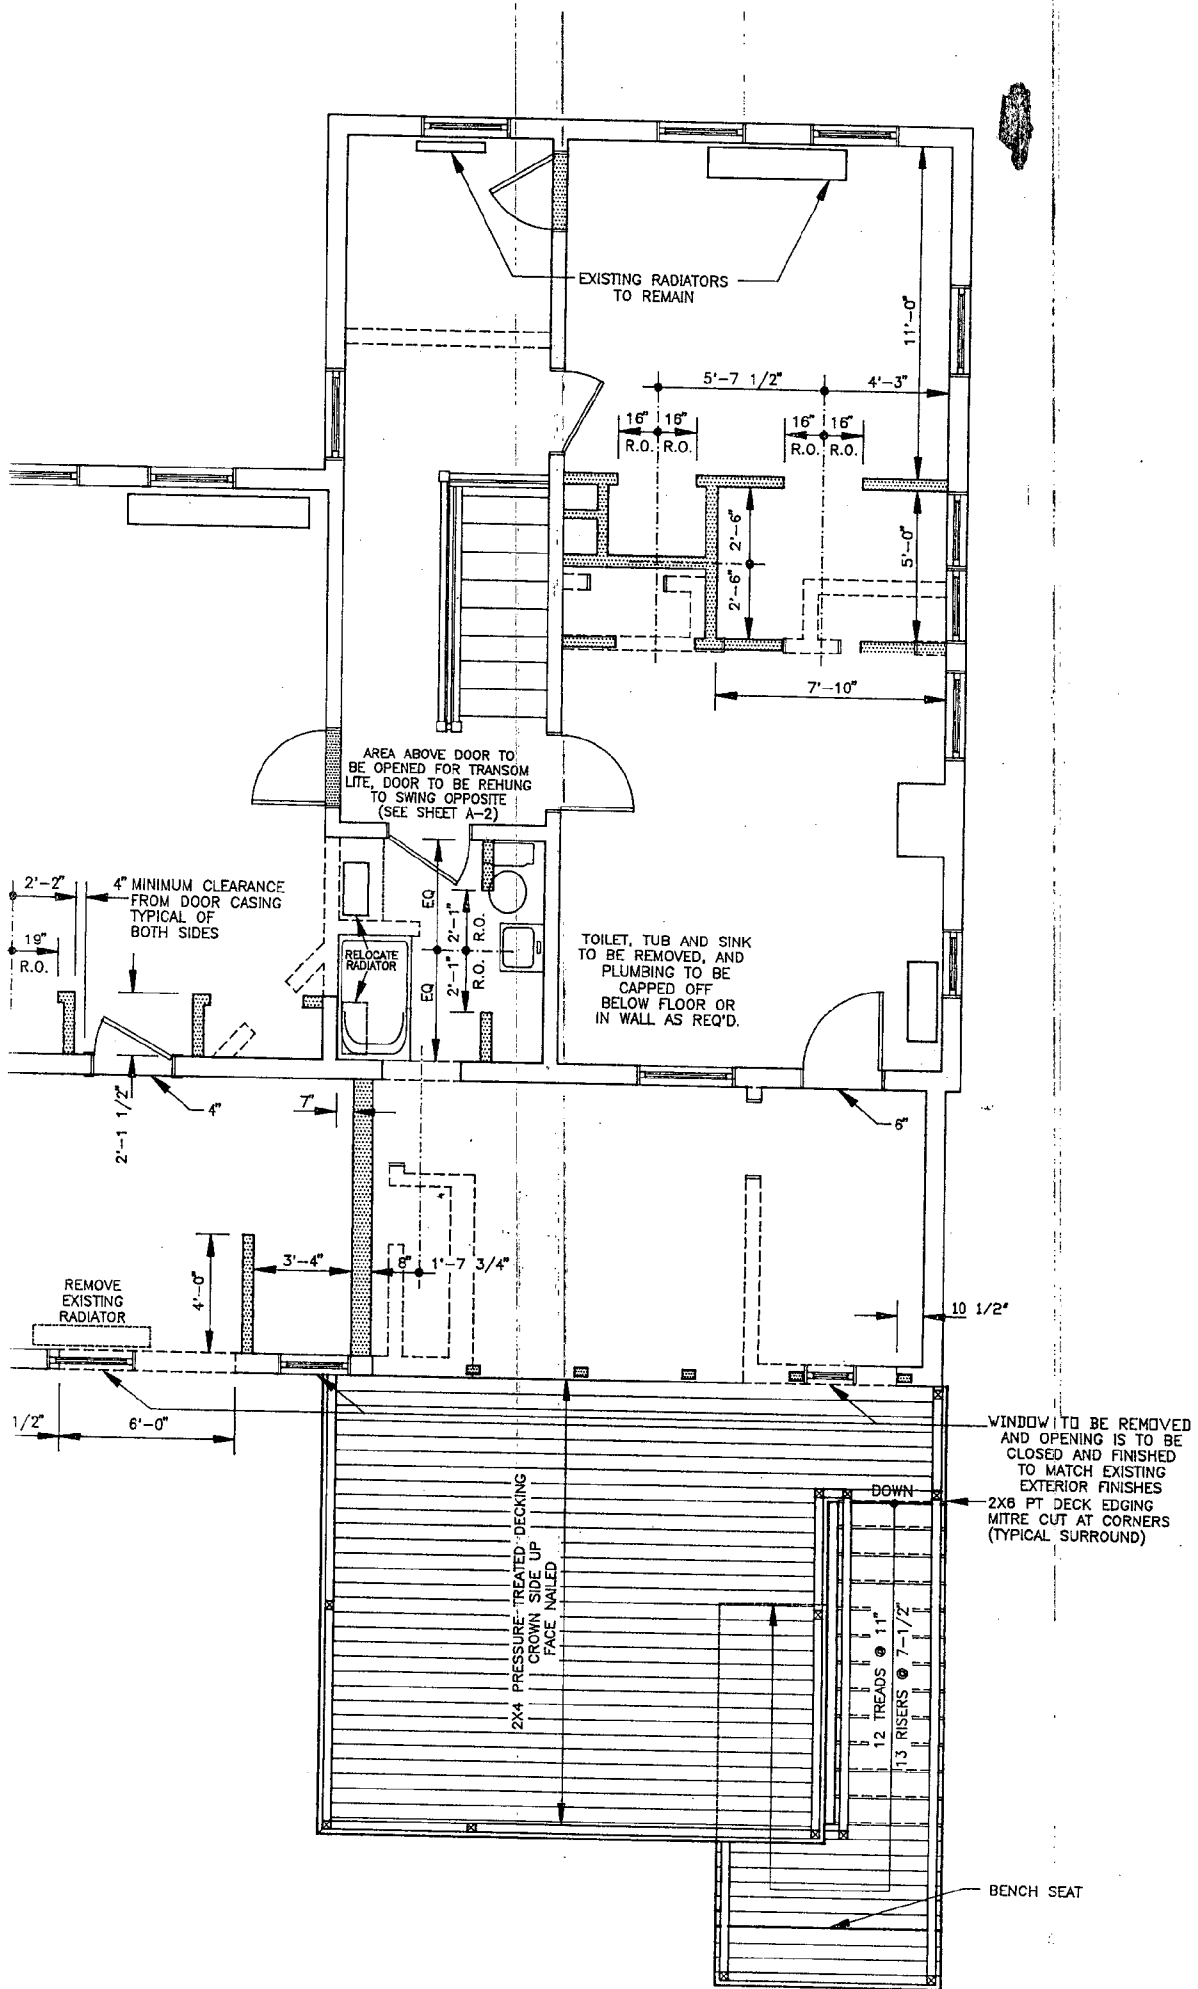 EXISTING RADIATORS
TO REMAIN
11'-0"
5'-7 1/2"
4'-3"
16"
16"
R.O.
R.O.
16"
16"
R.O.
R.O.
2'-6"
2'-6"
5'-0"
7'-10"
AREA ABOVE DOOR TO
BE OPENED FOR TRANSOM
LITE, DOOR TO BE REHUNG
TO SWING OPPOSITE
(SEE SHEET A-2)
2'-2"
4" MINIMUM CLEARANCE
FROM DOOR CASING
TYPICAL OF
BOTH SIDES
19"
R.O.
EQ
2'-1"
R.O.
EQ
2'-1"
R.O.
RELOCATE
RADIATOR
TOILET, TUB AND SINK
TO BE REMOVED, AND
PLUMBING TO BE
CAPPED OFF
BELOW FLOOR OR
IN WALL AS REQ'D.
2'-1 1/2"
4"
7"
6"
4'-0"
3'-4"
8"
1'-7 3/4"
10 1/2"
REMOVE
EXISTING
RADIATOR
1/2"
6'-0"
WINDOW TO BE REMOVED
AND OPENING IS TO BE
CLOSED AND FINISHED
TO MATCH EXISTING
EXTERIOR FINISHES
2X6 PT DECK EDGING
MITRE CUT AT CORNERS
(TYPICAL SURROUND)
DOWN
2X4 PRESSURE-TREATED DECKING
CROWN SIDE UP
FACE NAILED
12 TREADS @ 11"
13 RISERS @ 7-1/2"
BENCH SEAT